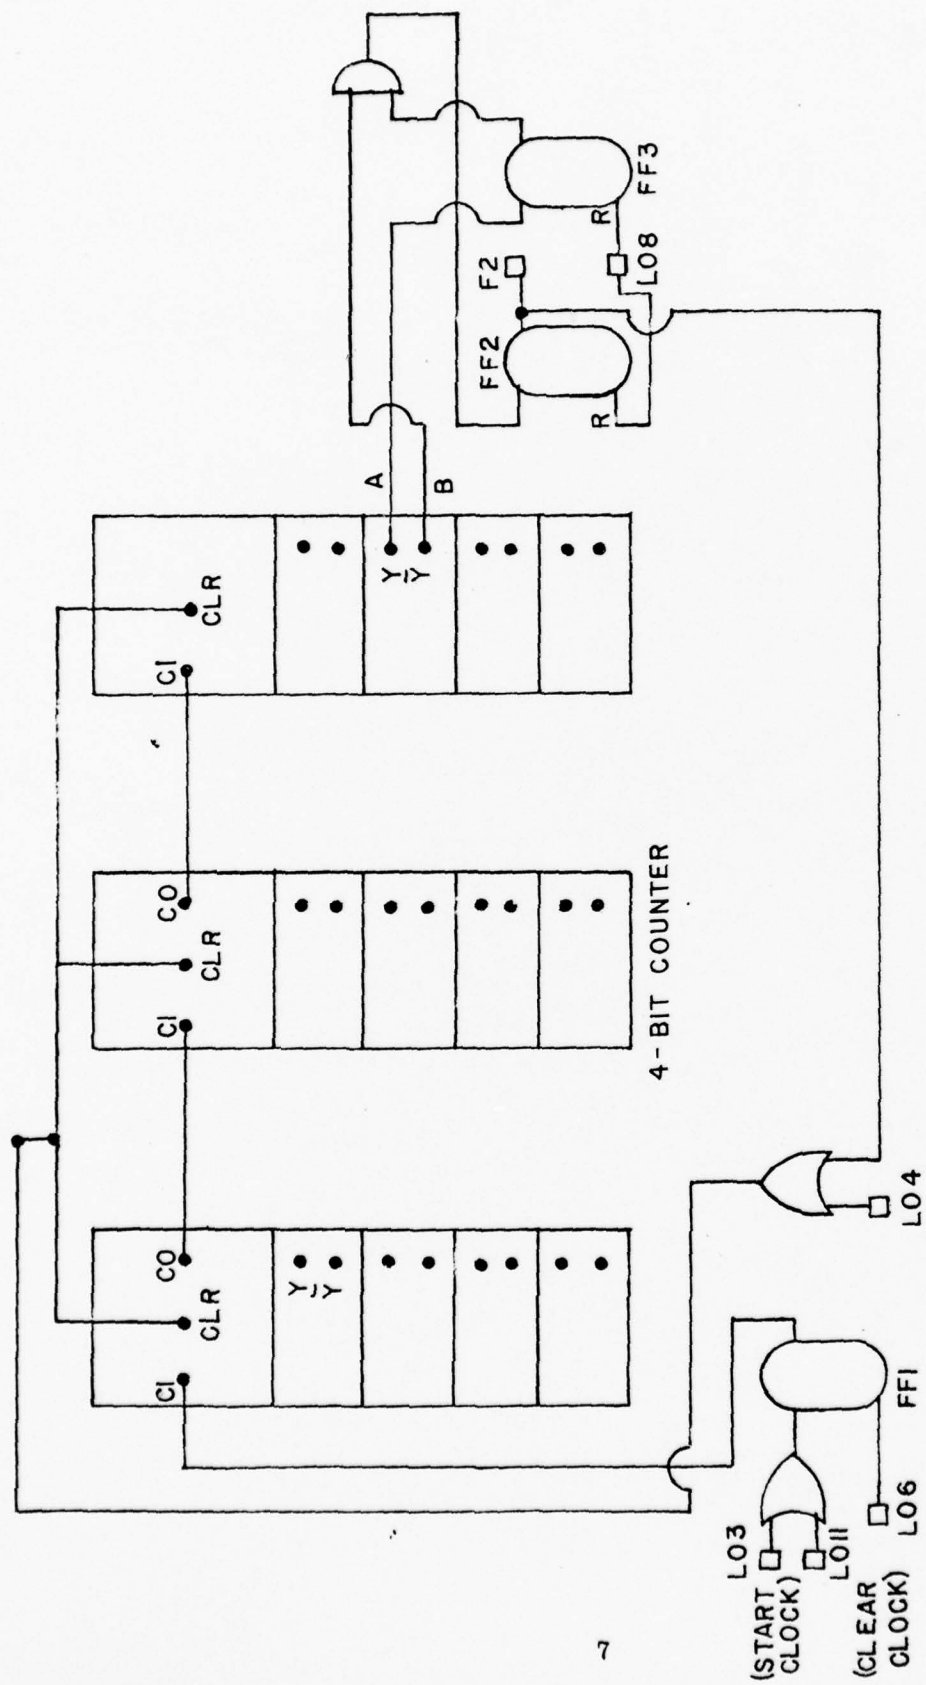 CI
CLR
CO
Y
~Y
CI
CLR
CO
CI
CLR
Y
~Y
A
B
4-BIT COUNTER
FF2
F2
R
R
FF3
LO8
LO3
(START
CLOCK)
LO11
(CLEAR
CLOCK)
LO6
FF1
LO4
7